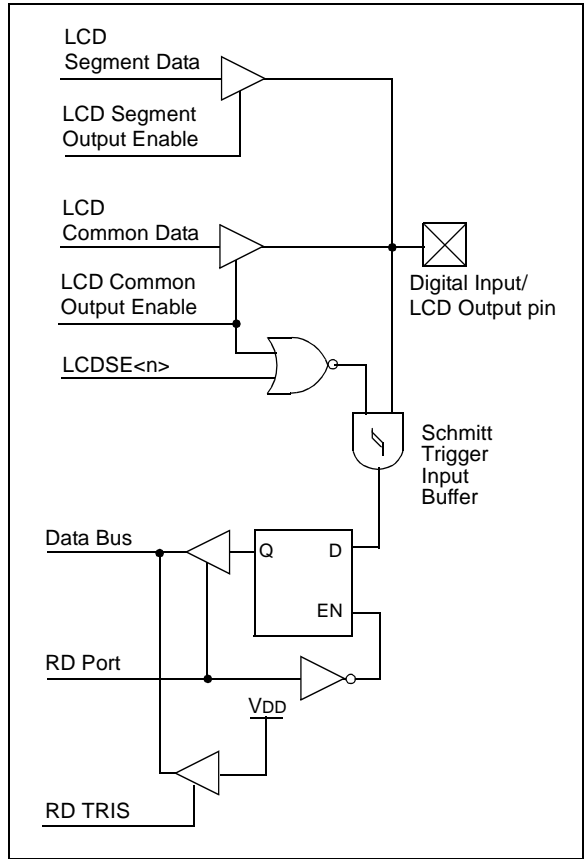 LCD
Segment Data
LCD Segment
Output Enable
LCD
Common Data
LCD Common
Output Enable
Digital Input/
LCD Output pin
LCDSE<n>
Schmitt
Trigger
Input
Buffer
Data Bus
Q
D
EN
RD Port
VDD
RD TRIS